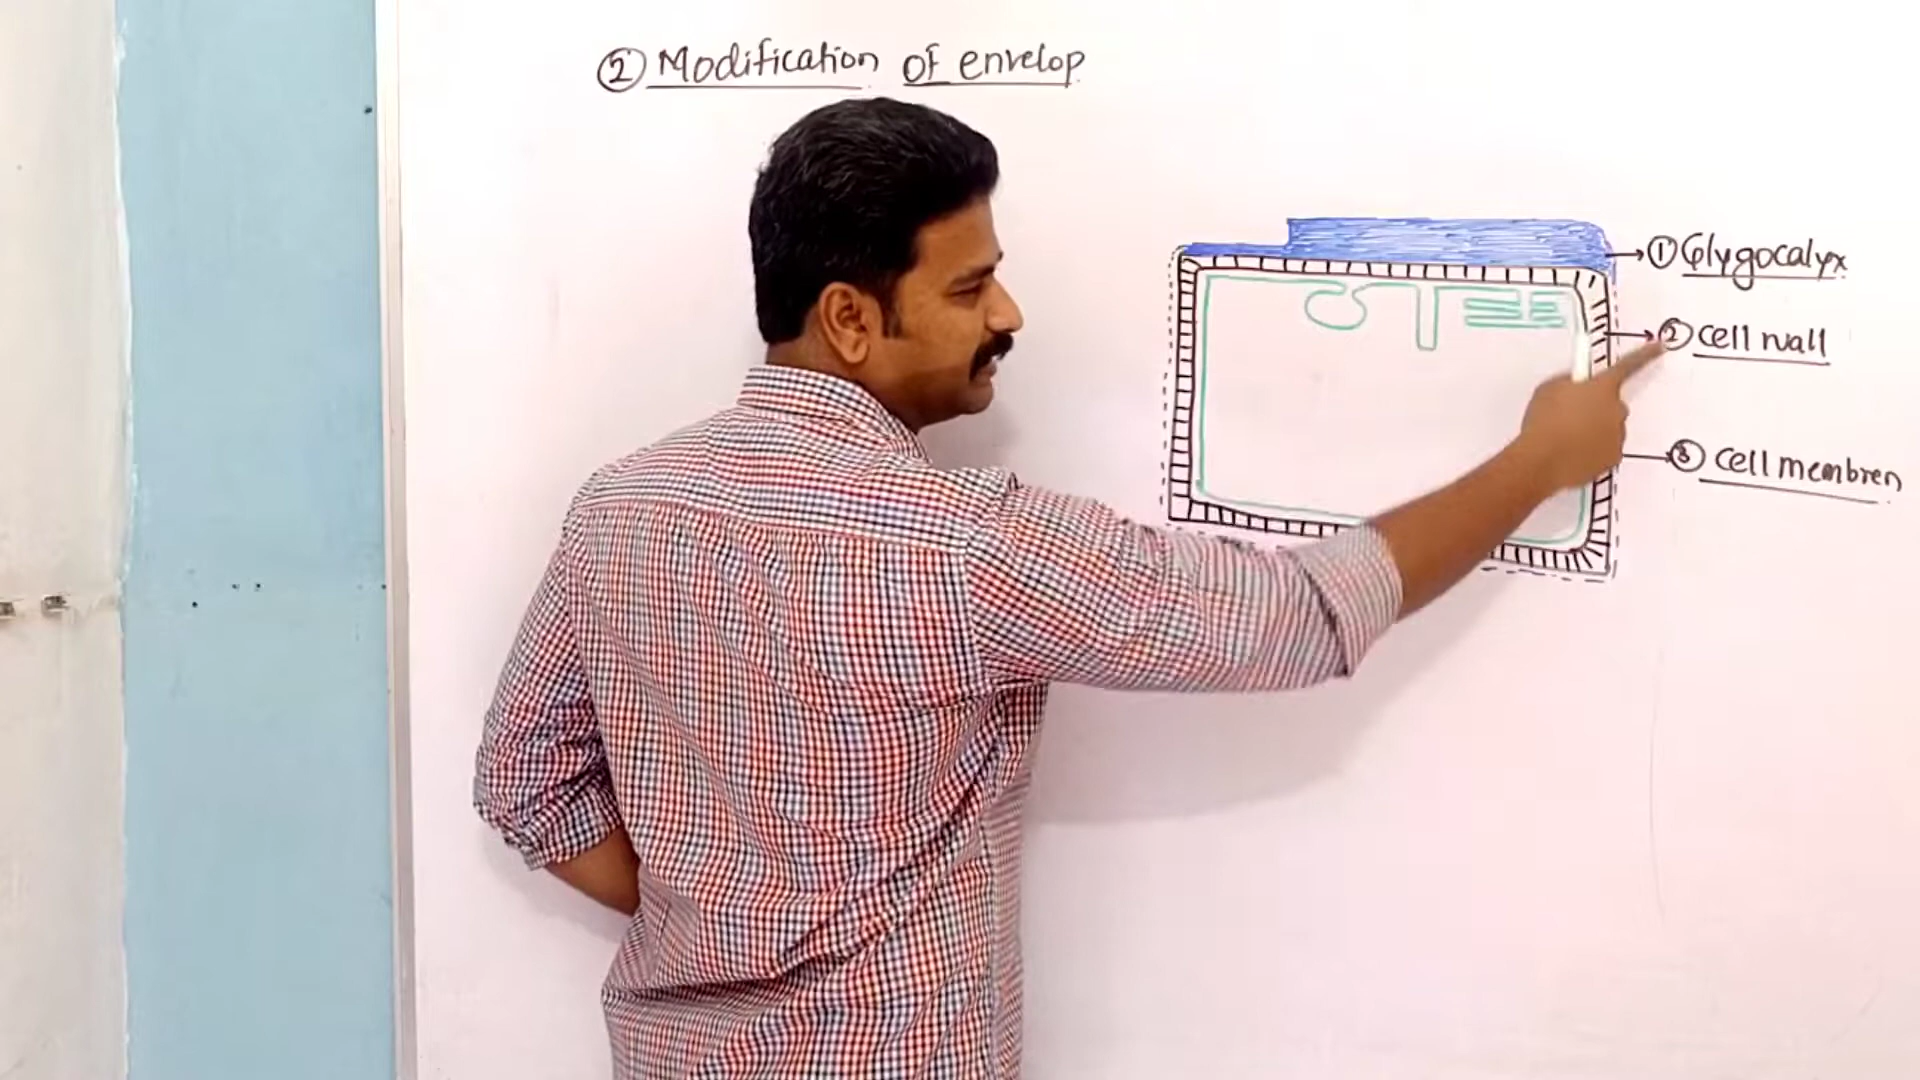 ② Modification of envelop
① Glygocalyx
② cell wall
③ cell membren